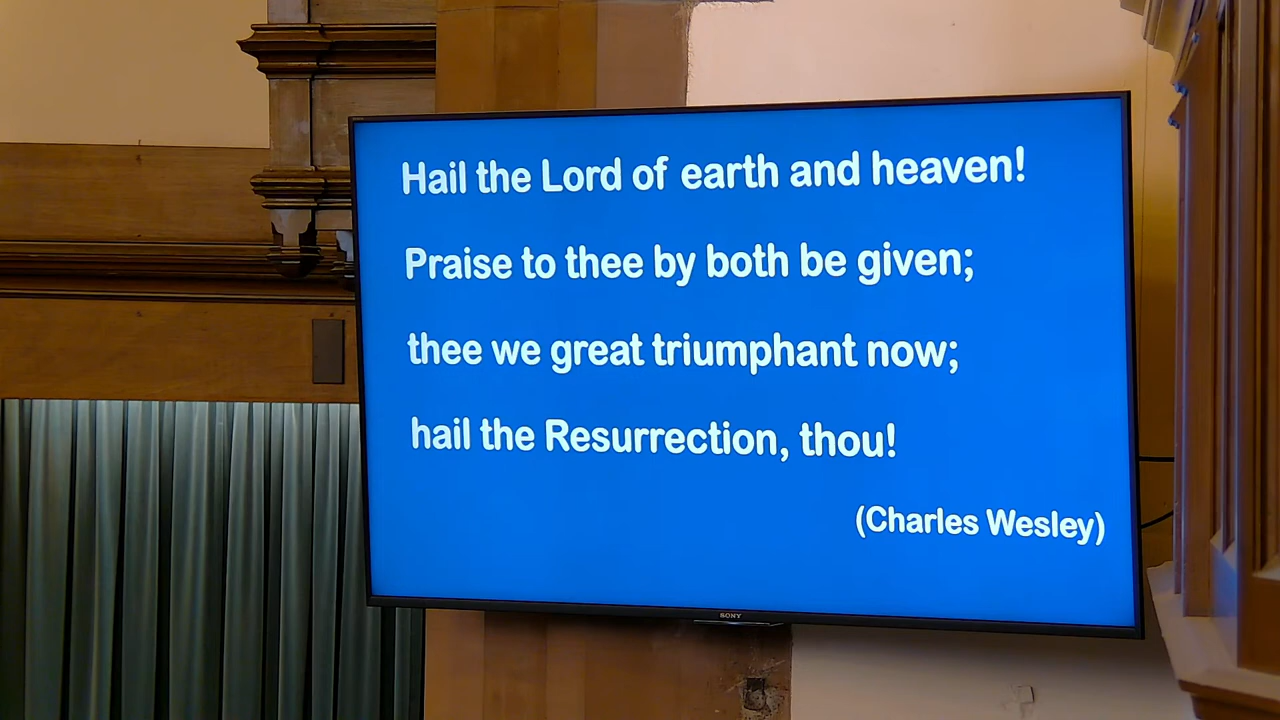 Hail the Lord of earth and heaven!
Praise to thee by both be given;
thee we great triumphant now;
hail the Resurrection, thou!
(Charles Wesley)
SONY